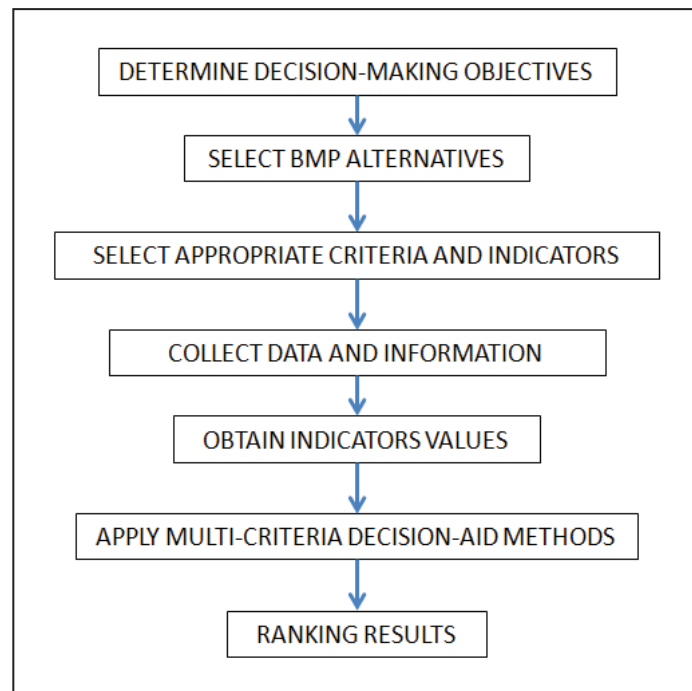 DETERMINE DECISION-MAKING OBJECTIVES
SELECT BMP ALTERNATIVES
SELECT APPROPRIATE CRITERIA AND INDICATORS
COLLECT DATA AND INFORMATION
OBTAIN INDICATORS VALUES
APPLY MULTI-CRITERIA DECISION-AID METHODS
RANKING RESULTS